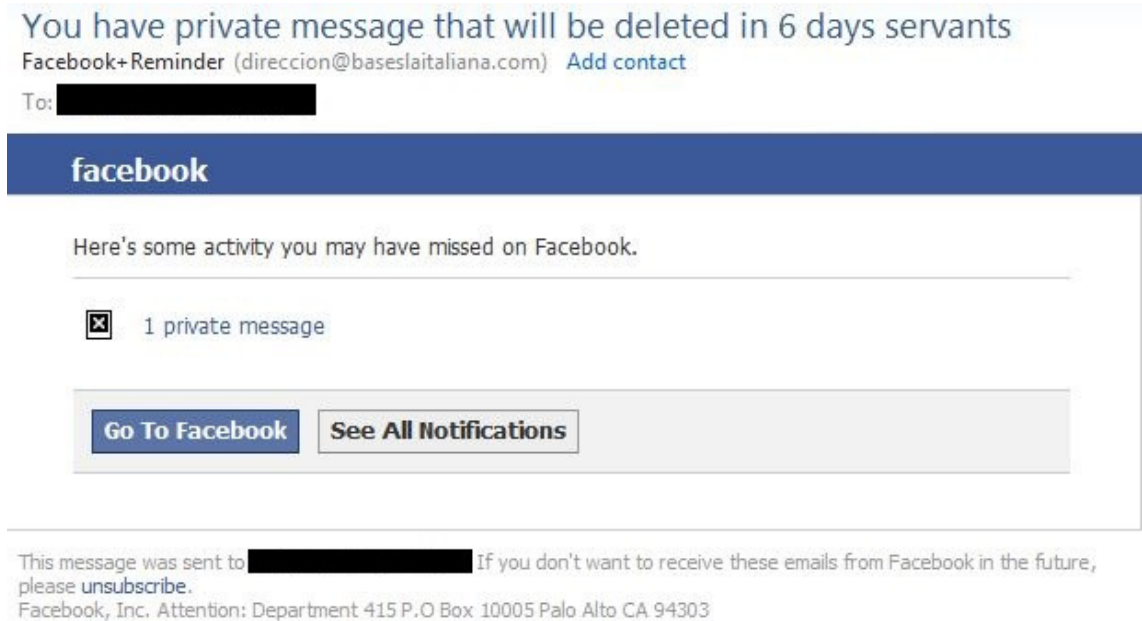 You have private message that will be deleted in 6 days servants
Facebook+Reminder (direccion@baseslaitaliana.com) Add contact
To:
facebook
Here's some activity you may have missed on Facebook.
1 private message
Go To Facebook See All Notifications
This message was sent to If you don't want to receive these emails from Facebook in the future,
please unsubscribe.
Facebook, Inc. Attention: Department 415 P.O Box 10005 Palo Alto CA 94303